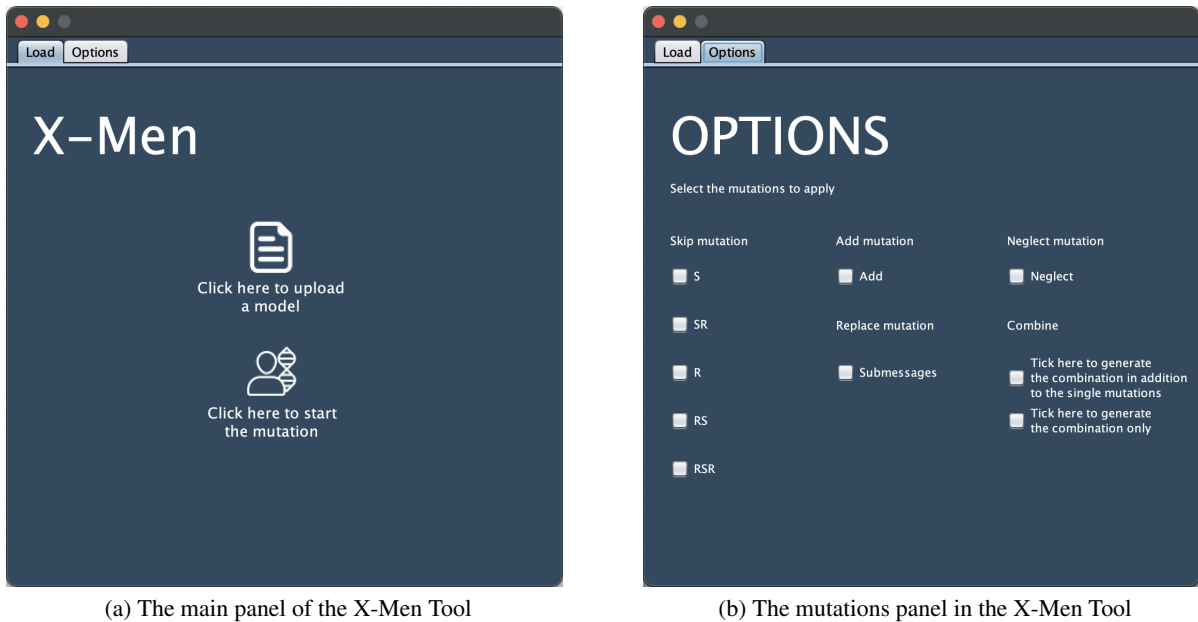 Load Options
X-Men
Click here to upload
a model
Click here to start
the mutation
(a) The main panel of the X-Men Tool
Load Options
OPTIONS
Select the mutations to apply
Skip mutation
S
SR
R
RS
RSR
Add mutation
Add
Replace mutation
Submessages
Neglect mutation
Neglect
Combine
Tick here to generate
the combination in addition
to the single mutations
Tick here to generate
the combination only
(b) The mutations panel in the X-Men Tool